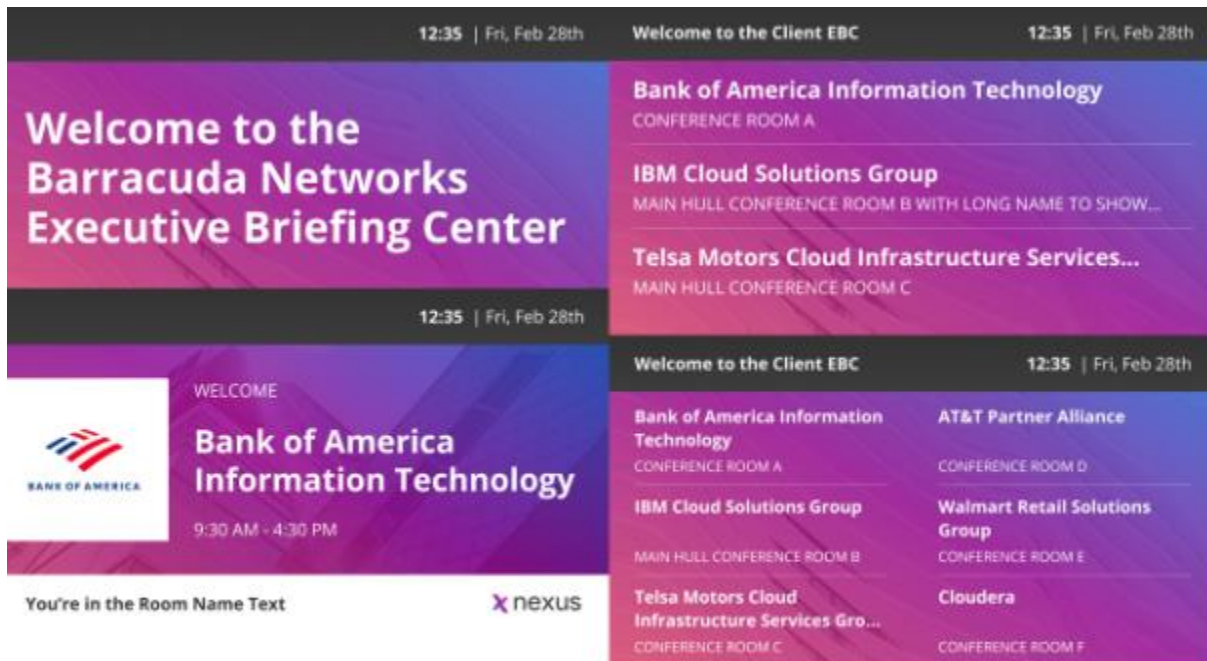 12:35 | Fri, Feb 28th
Welcome to the
Barracuda Networks
Executive Briefing Center
12:35 | Fri, Feb 28th
WELCOME
Bank of America
Information Technology
9:30 AM - 4:30 PM
BANK OF AMERICA
You're in the Room Name Text
nexus
Welcome to the Client EBC 12:35 | Fri, Feb 28th
Bank of America Information Technology
CONFERENCE ROOM A
IBM Cloud Solutions Group
MAIN HULL CONFERENCE ROOM B WITH LONG NAME TO SHOW...
Telsa Motors Cloud Infrastructure Services...
MAIN HULL CONFERENCE ROOM C
Welcome to the Client EBC 12:35 | Fri, Feb 28th
Bank of America Information
Technology
CONFERENCE ROOM A
IBM Cloud Solutions Group
MAIN HULL CONFERENCE ROOM B
Telsa Motors Cloud
Infrastructure Services Gro...
CONFERENCE ROOM C
AT&T Partner Alliance
CONFERENCE ROOM D
Walmart Retail Solutions
Group
CONFERENCE ROOM E
Cloudera
CONFERENCE ROOM F